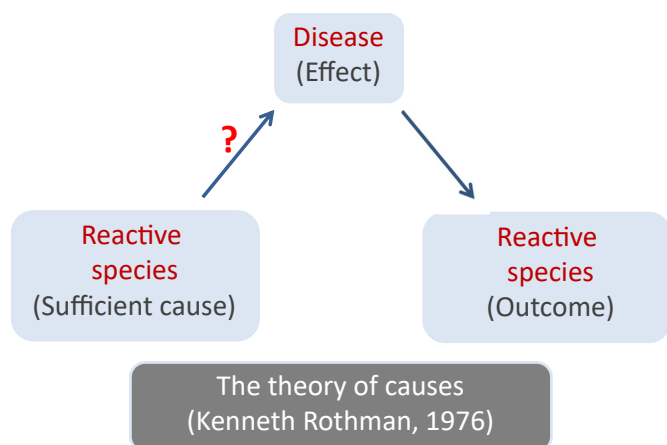 Disease
(Effect)
?
Reactive
species
(Sufficient cause)
Reactive
species
(Outcome)
The theory of causes
(Kenneth Rothman, 1976)